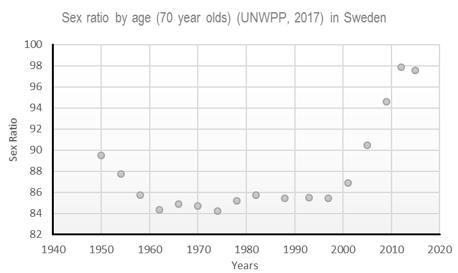 Sex ratio by age (70 year olds) (UNWPP, 2017) in Sweden
100
98
96
94
92
90
88
86
84
82
Sex Ratio
1940 1950 1960 1970 1980 1990 2000 2010 2020
Years